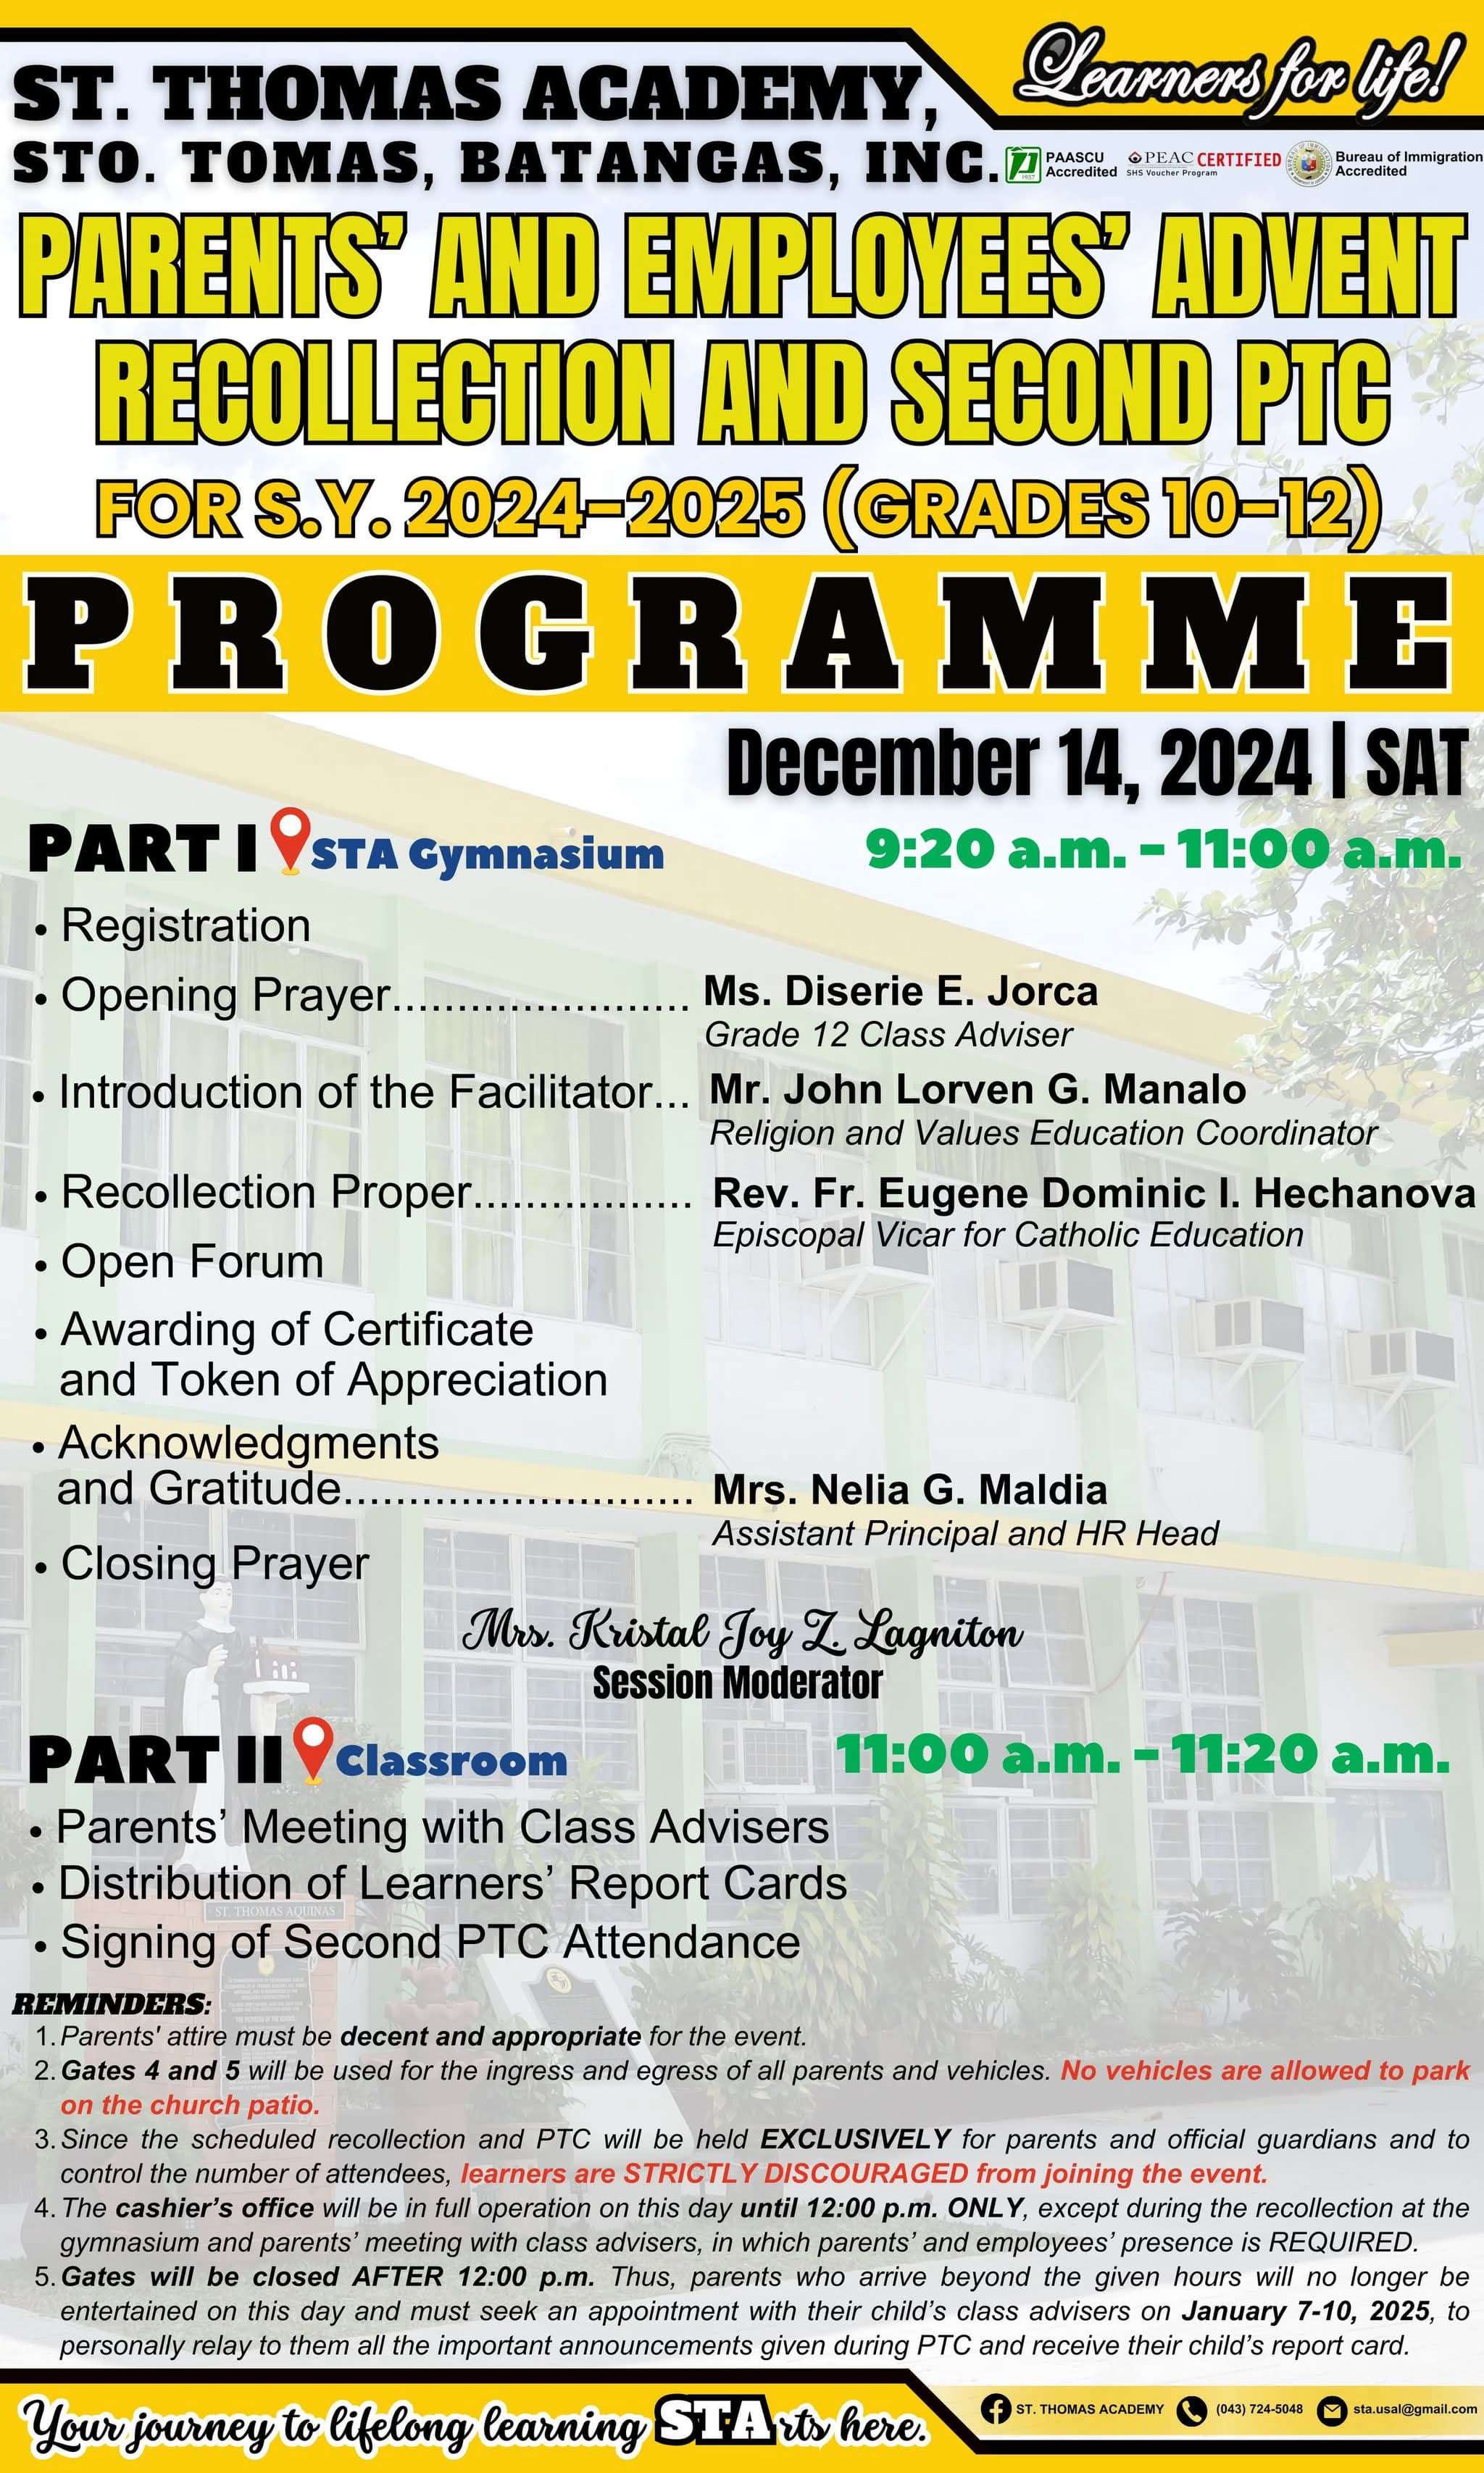 Learners for life!
ST. THOMAS ACADEMY,
STO. TOMAS, BATANGAS, INC.
PAASCU
Accredited
PEAC CERTIFIED
SHS Voucher Program
Bureau of Immigration
Accredited
PARENTS' AND EMPLOYEES' ADVENT
RECOLLECTION AND SECOND PTC
FOR S.Y. 2024-2025 (GRADES 10-12)
PROGRAMME
December 14, 2024 | SAT
PART I STA Gymnasium 9:20 a.m. - 11:00 a.m.
• Registration
• Opening Prayer....................... Ms. Diserie E. Jorca
Grade 12 Class Adviser
• Introduction of the Facilitator... Mr. John Lorven G. Manalo
Religion and Values Education Coordinator
• Recollection Proper................. Rev. Fr. Eugene Dominic I. Hechanova
Episcopal Vicar for Catholic Education
• Open Forum
• Awarding of Certificate
and Token of Appreciation
• Acknowledgments
and Gratitude........................... Mrs. Nelia G. Maldia
Assistant Principal and HR Head
• Closing Prayer
Mrs. Kristal Joy Z. Lagniton
Session Moderator
PART II Classroom 11:00 a.m. - 11:20 a.m.
• Parents' Meeting with Class Advisers
• Distribution of Learners' Report Cards
ST. THOMAS AQUINAS
• Signing of Second PTC Attendance
REMINDERS:
1. Parents' attire must be decent and appropriate for the event.
2. Gates 4 and 5 will be used for the ingress and egress of all parents and vehicles. No vehicles are allowed to park
on the church patio.
3. Since the scheduled recollection and PTC will be held EXCLUSIVELY for parents and official guardians and to
control the number of attendees, learners are STRICTLY DISCOURAGED from joining the event.
4. The cashier's office will be in full operation on this day until 12:00 p.m. ONLY, except during the recollection at the
gymnasium and parents' meeting with class advisers, in which parents' and employees' presence is REQUIRED.
5. Gates will be closed AFTER 12:00 p.m. Thus, parents who arrive beyond the given hours will no longer be
entertained on this day and must seek an appointment with their child's class advisers on January 7-10, 2025, to
personally relay to them all the important announcements given during PTC and receive their child's report card.
Your journey to lifelong learning STArts here.
ST. THOMAS ACADEMY (043) 724-5048 sta.usal@gmail.com